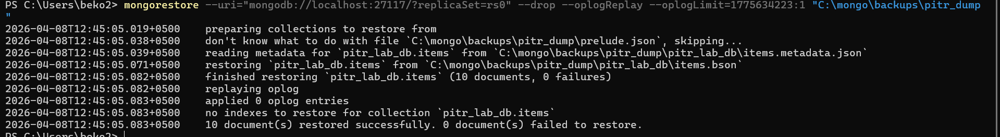 PS C:\Users\beko2> mongorestore --uri="mongodb://localhost:27117/?replicaSet=rs0" --drop --oplogReplay --oplogLimit=1775634223:1 "C:\mongo\backups\pitr_dump
"
2026-04-08T12:45:05.019+0500    preparing collections to restore from
2026-04-08T12:45:05.038+0500    don't know what to do with file `C:\mongo\backups\pitr_dump\prelude.json`, skipping...
2026-04-08T12:45:05.039+0500    reading metadata for `pitr_lab_db.items` from `C:\mongo\backups\pitr_dump\pitr_lab_db\items.metadata.json`
2026-04-08T12:45:05.071+0500    restoring `pitr_lab_db.items` from `C:\mongo\backups\pitr_dump\pitr_lab_db\items.bson`
2026-04-08T12:45:05.082+0500    finished restoring `pitr_lab_db.items` (10 documents, 0 failures)
2026-04-08T12:45:05.082+0500    replaying oplog
2026-04-08T12:45:05.083+0500    applied 0 oplog entries
2026-04-08T12:45:05.083+0500    no indexes to restore for collection `pitr_lab_db.items`
2026-04-08T12:45:05.083+0500    10 document(s) restored successfully. 0 document(s) failed to restore.
PS C:\Users\beko2>